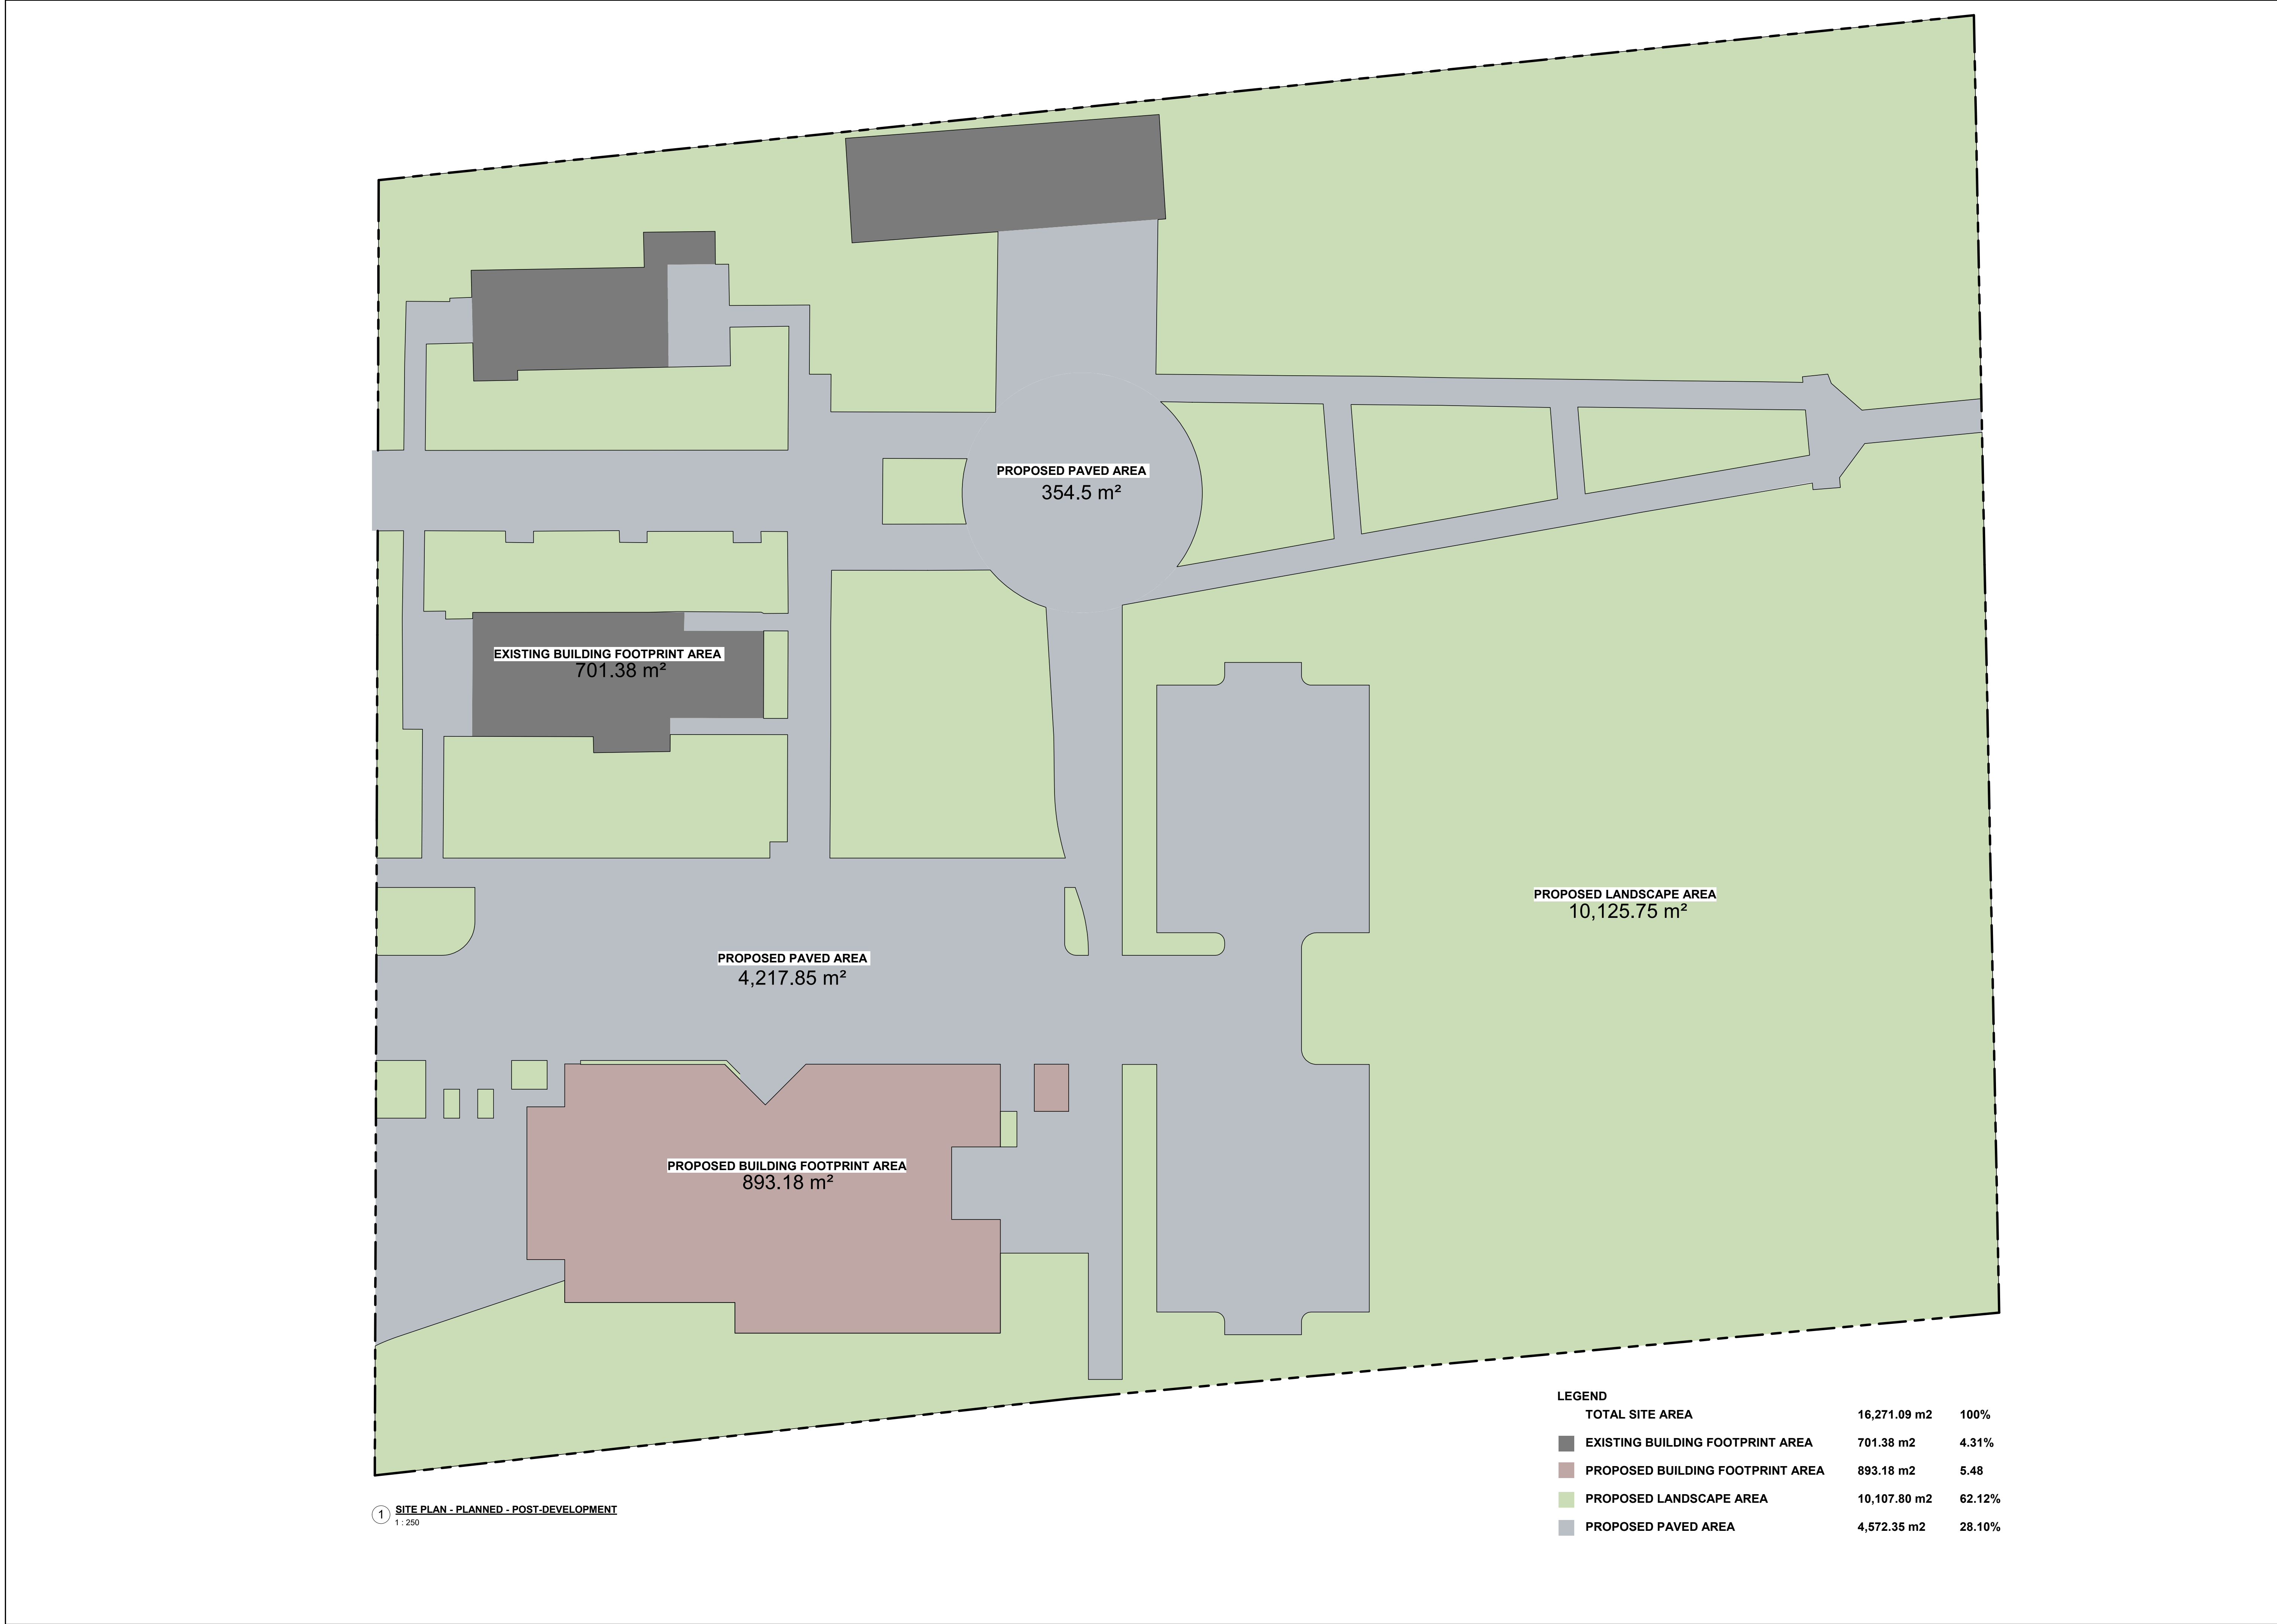 PROPOSED PAVED AREA
354.5 m²
EXISTING BUILDING FOOTPRINT AREA
701.38 m²
PROPOSED LANDSCAPE AREA
10,125.75 m²
PROPOSED PAVED AREA
4,217.85 m²
PROPOSED BUILDING FOOTPRINT AREA
893.18 m²
LEGEND
TOTAL SITE AREA 16,271.09 m2 100%
EXISTING BUILDING FOOTPRINT AREA 701.38 m2 4.31%
PROPOSED BUILDING FOOTPRINT AREA 893.18 m2 5.48
PROPOSED LANDSCAPE AREA 10,107.80 m2 62.12%
PROPOSED PAVED AREA 4,572.35 m2 28.10%
1 SITE PLAN - PLANNED - POST-DEVELOPMENT
1 : 250